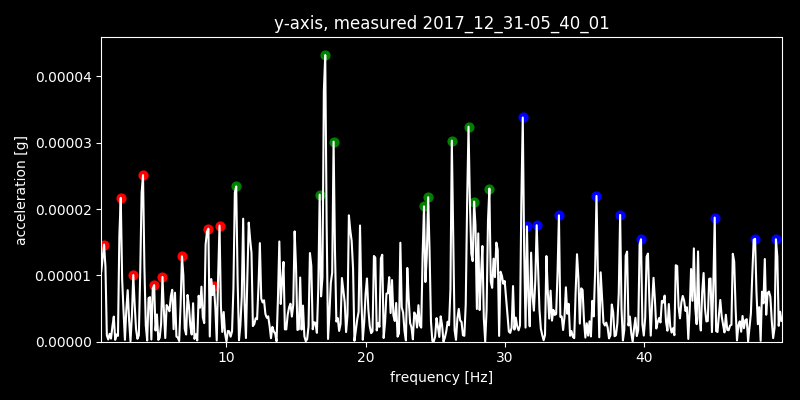 y-axis, measured 2017_12_31-05_40_01
acceleration [g]
0.00004
0.00003
0.00002
0.00001
0.00000
10 20 30 40
frequency [Hz]